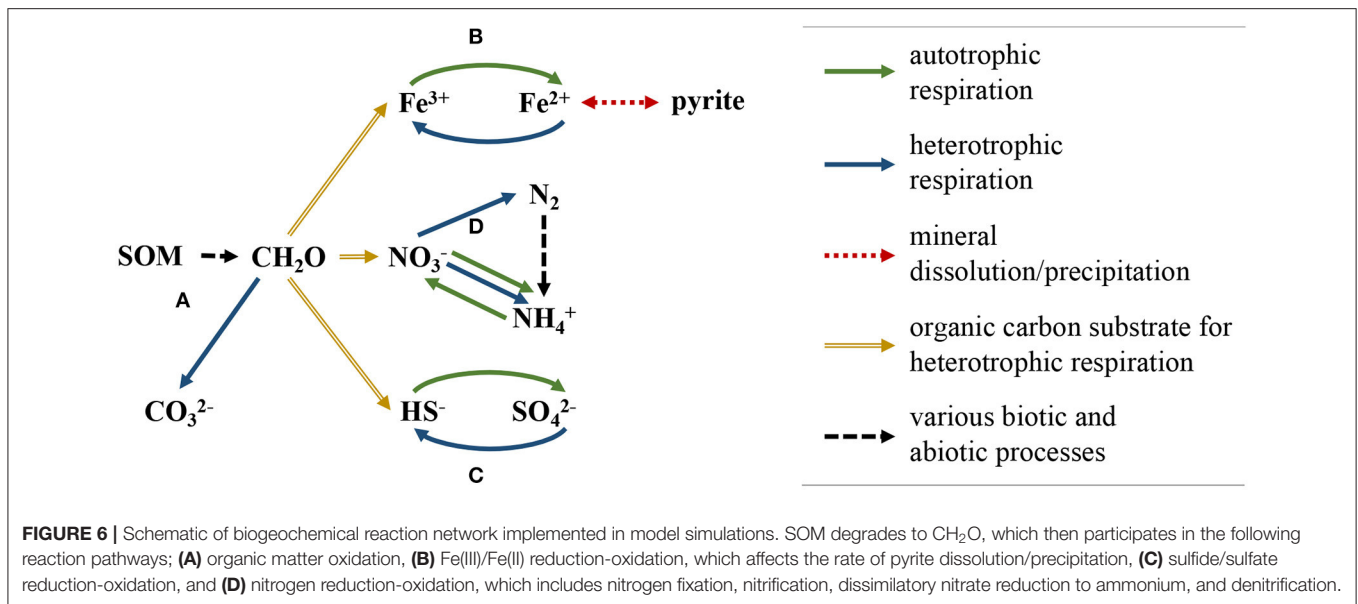 B
Fe³⁺ Fe²⁺ pyrite
N₂
D
SOM CH₂O NO₃⁻
A
NH₄⁺
CO₃²⁻ HS⁻ SO₄²⁻
C
autotrophic
respiration
heterotrophic
respiration
mineral
dissolution/precipitation
organic carbon substrate for
heterotrophic respiration
various biotic and
abiotic processes
FIGURE 6 | Schematic of biogeochemical reaction network implemented in model simulations. SOM degrades to CH₂O, which then participates in the following
reaction pathways; (A) organic matter oxidation, (B) Fe(III)/Fe(II) reduction-oxidation, which affects the rate of pyrite dissolution/precipitation, (C) sulfide/sulfate
reduction-oxidation, and (D) nitrogen reduction-oxidation, which includes nitrogen fixation, nitrification, dissimilatory nitrate reduction to ammonium, and denitrification.